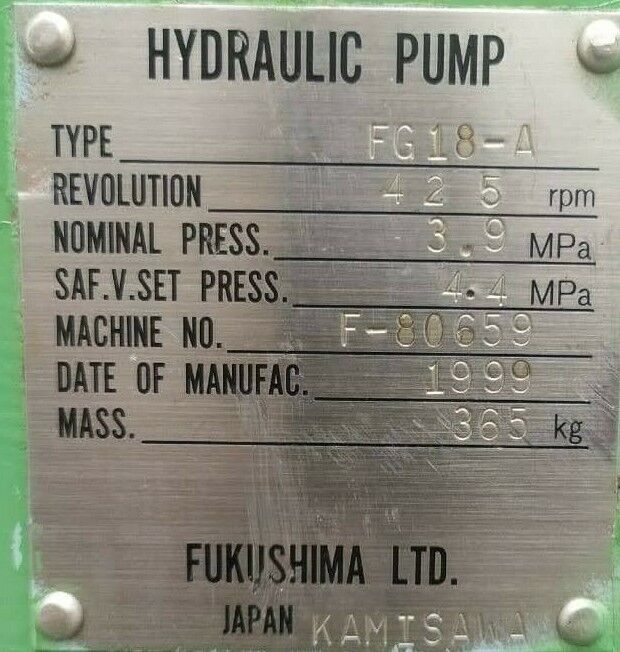 HYDRAULIC PUMP
TYPE FG18-A
REVOLUTION 425 rpm
NOMINAL PRESS. 3.9 MPa
SAF.V.SET PRESS. 4.4 MPa
MACHINE NO. F-80659
DATE OF MANUFAC. 1999
MASS. 365 kg
FUKUSHIMA LTD.
JAPAN KAMISAWA